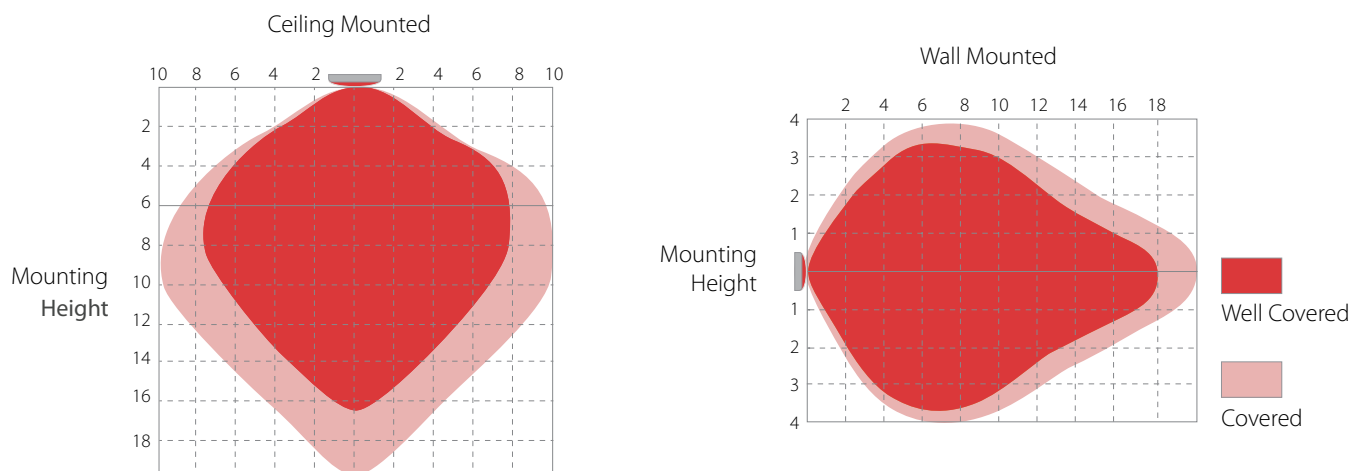 Ceiling Mounted
10 8 6 4 2 2 4 6 8 10
2
4
6
8
10
12
14
16
18
Mounting
Height
Wall Mounted
2 4 6 8 10 12 14 18
4
3
2
1
1
2
3
4
Mounting
Height
Well Covered
Covered